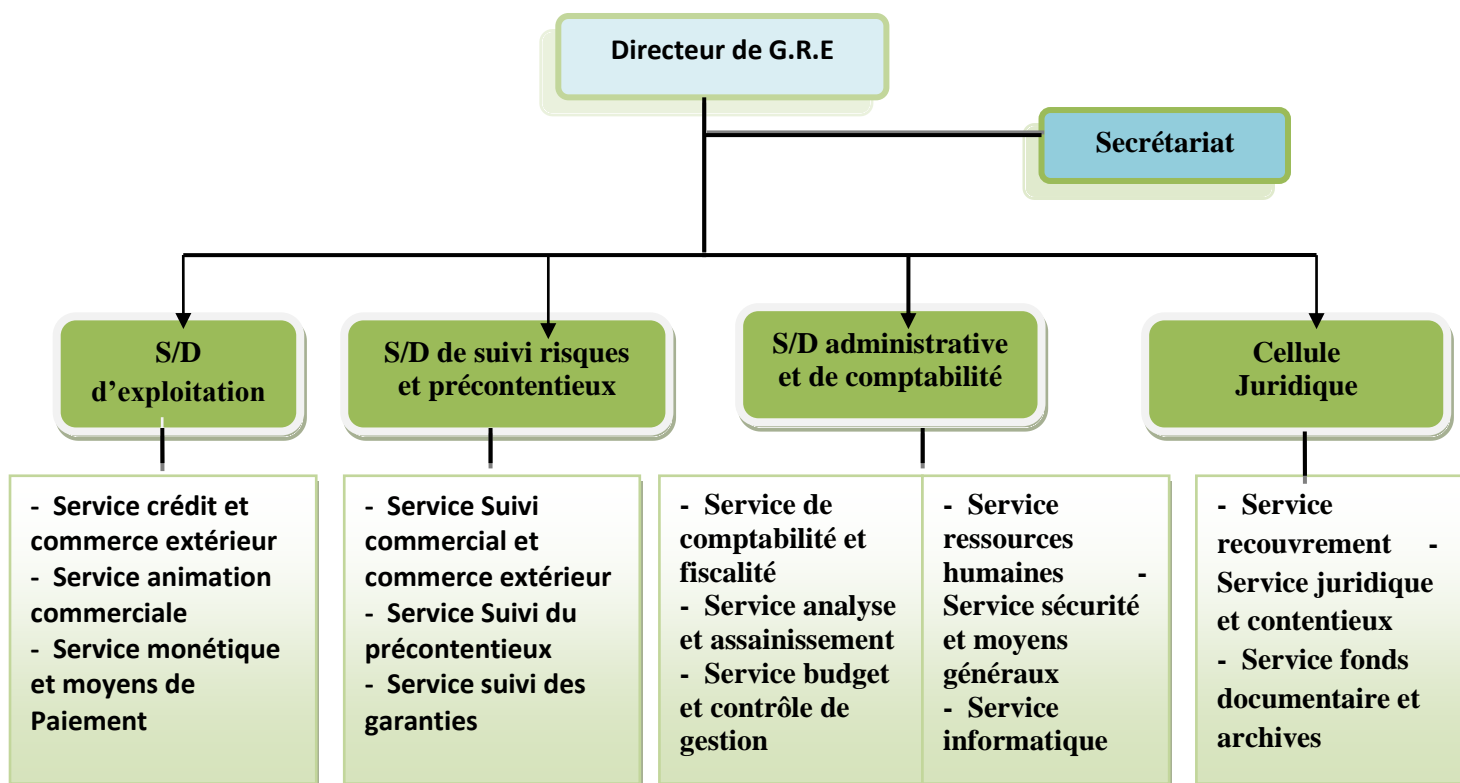 Directeur de G.R.E
Secrétariat
S/D
d’exploitation
S/D de suivi risques
et précontentieux
S/D administrative
et de comptabilité
Cellule
Juridique
- Service crédit et
commerce extérieur
- Service animation
commerciale
- Service monétique
et moyens de
Paiement
- Service Suivi
commercial et
commerce extérieur
- Service Suivi du
précontentieux
- Service suivi des
garanties
- Service de
comptabilité et
fiscalité
- Service analyse
et assainissement
- Service budget
et contrôle de
gestion
- Service
ressources
humaines -
Service sécurité
et moyens
généraux
- Service
informatique
- Service
recouvrement -
Service juridique
et contentieux
- Service fonds
documentaire et
archives